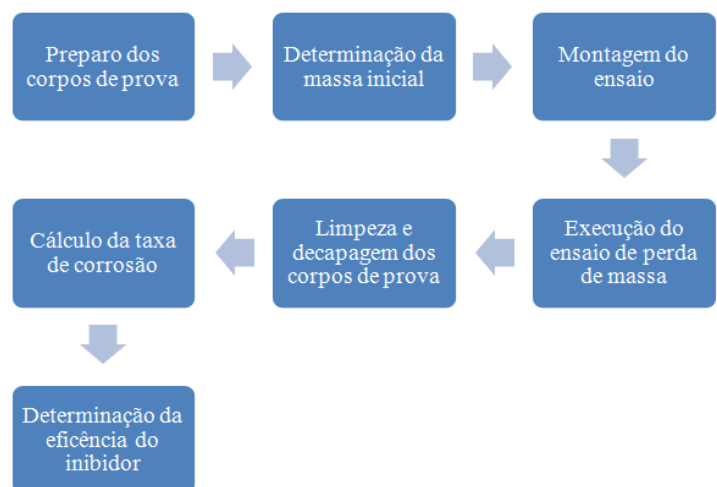 Preparo dos
corpos de prova
Determinação da
massa inicial
Montagem do
ensaio
Execução do
ensaio de perda
de massa
Limpeza e
decapagem dos
corpos de prova
Cálculo da taxa
de corrosão
Determinação da
eficência do
inibidor